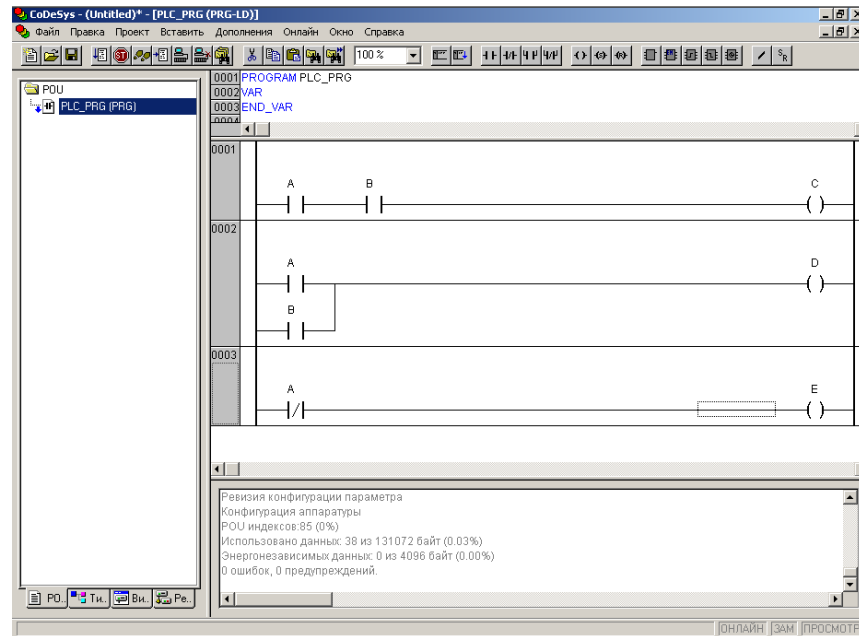 CoDeSys - (Untitled)* - [PLC_PRG (PRG-LD)]
Файл Правка Проект Вставить Дополнения Онлайн Окно Справка
100 %
POU
PLC_PRG (PRG)
0001 PROGRAM PLC_PRG
0002 VAR
0003 END_VAR
0004
0001
A B C
0002
A D
B
0003
A E
Ревизия конфигурации параметра
Конфигурация аппаратуры
POU индексов:85 (0%)
Использовано данных: 38 из 131072 байт (0.03%)
Энергонезависимых данных: 0 из 4096 байт (0.00%)
0 ошибок, 0 предупреждений.
PO.. Ти.. Ви.. Ре..
ОНЛАЙН ЗАМ ПРОСМОТР